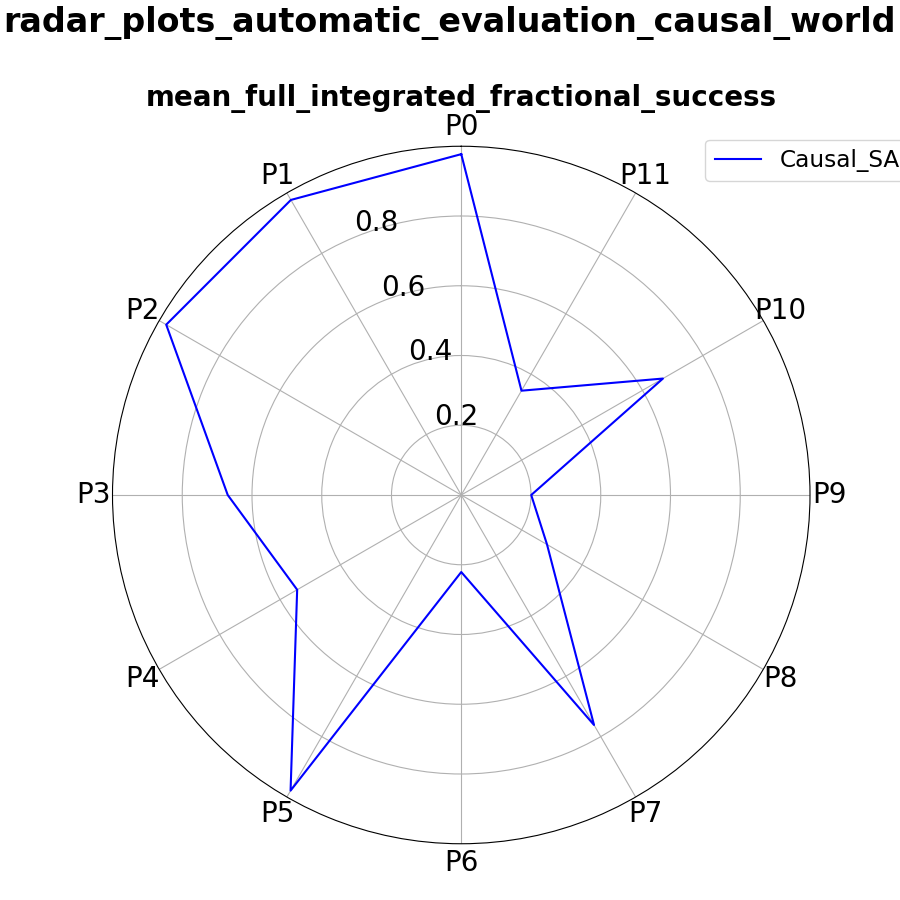 radar_plots_automatic_evaluation_causal_world
mean_full_integrated_fractional_success
P0
P1
P11
Causal_SA
0.8
0.6
P2
P10
0.4
0.2
P3
P9
P4
P8
P5
P7
P6